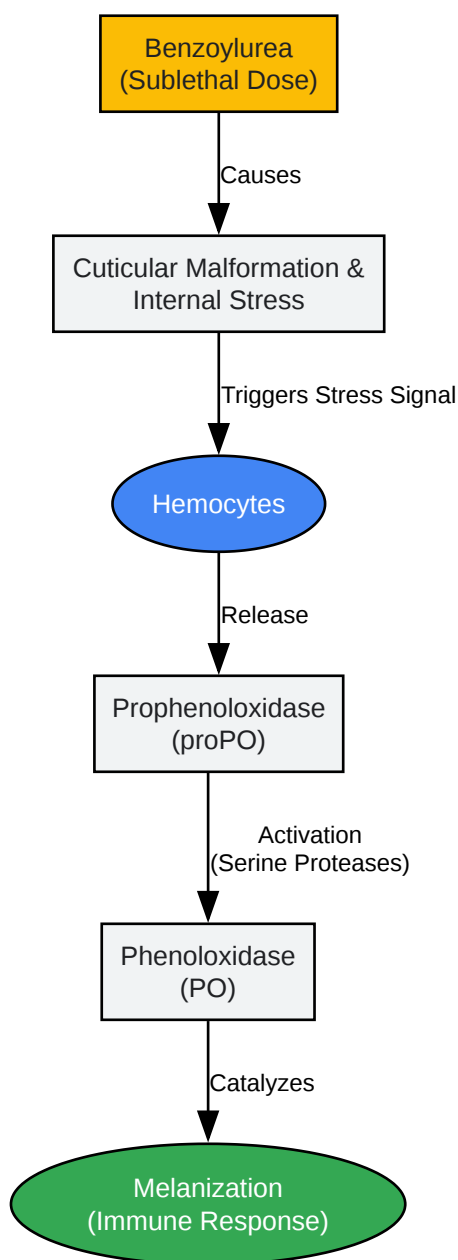 Benzoylurea
(Sublethal Dose)
Causes
Cuticular Malformation &
Internal Stress
Triggers Stress Signal
Hemocytes
Release
Prophenoloxidase
(proPO)
Activation
(Serine Proteases)
Phenoloxidase
(PO)
Catalyzes
Melanization
(Immune Response)